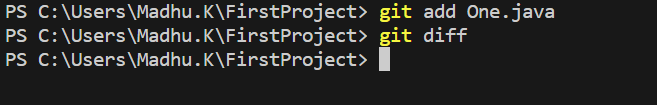 PS C:\Users\Madhu.K\FirstProject> git add One.java
PS C:\Users\Madhu.K\FirstProject> git diff
PS C:\Users\Madhu.K\FirstProject>